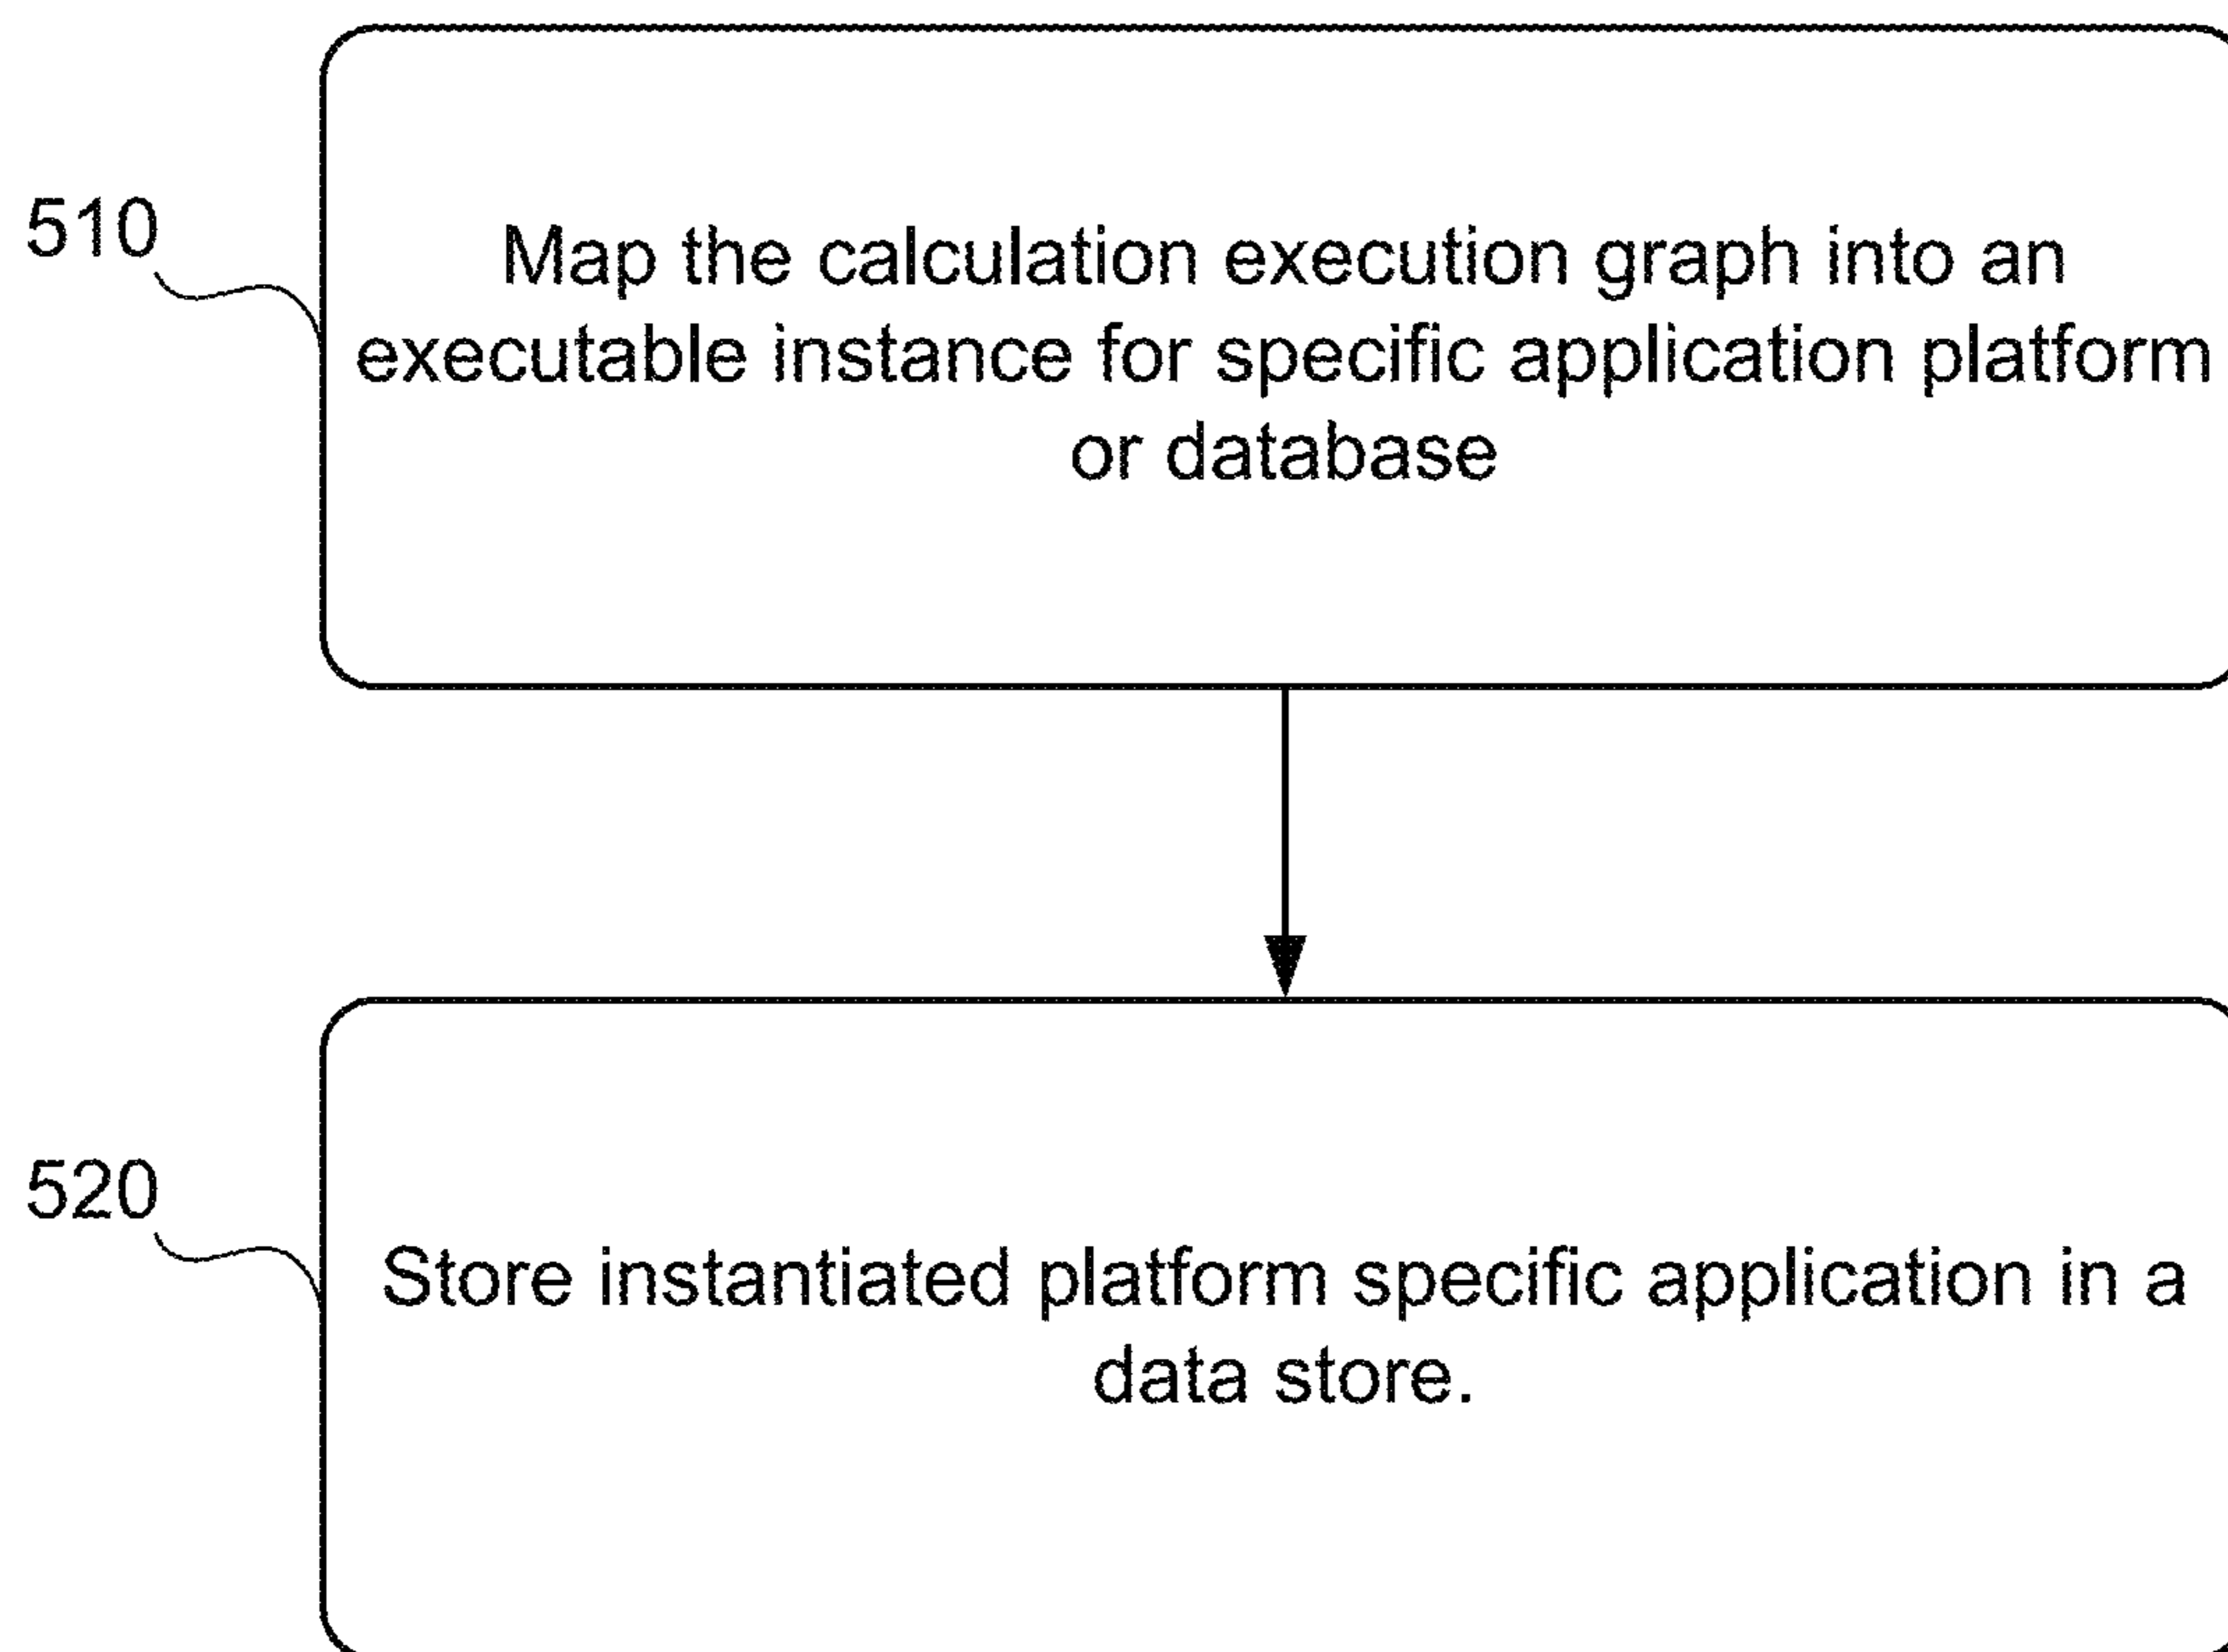 510
Map the calculation execution graph into an
executable instance for specific application platform
or database
520
Store instantiated platform specific application in a
data store.